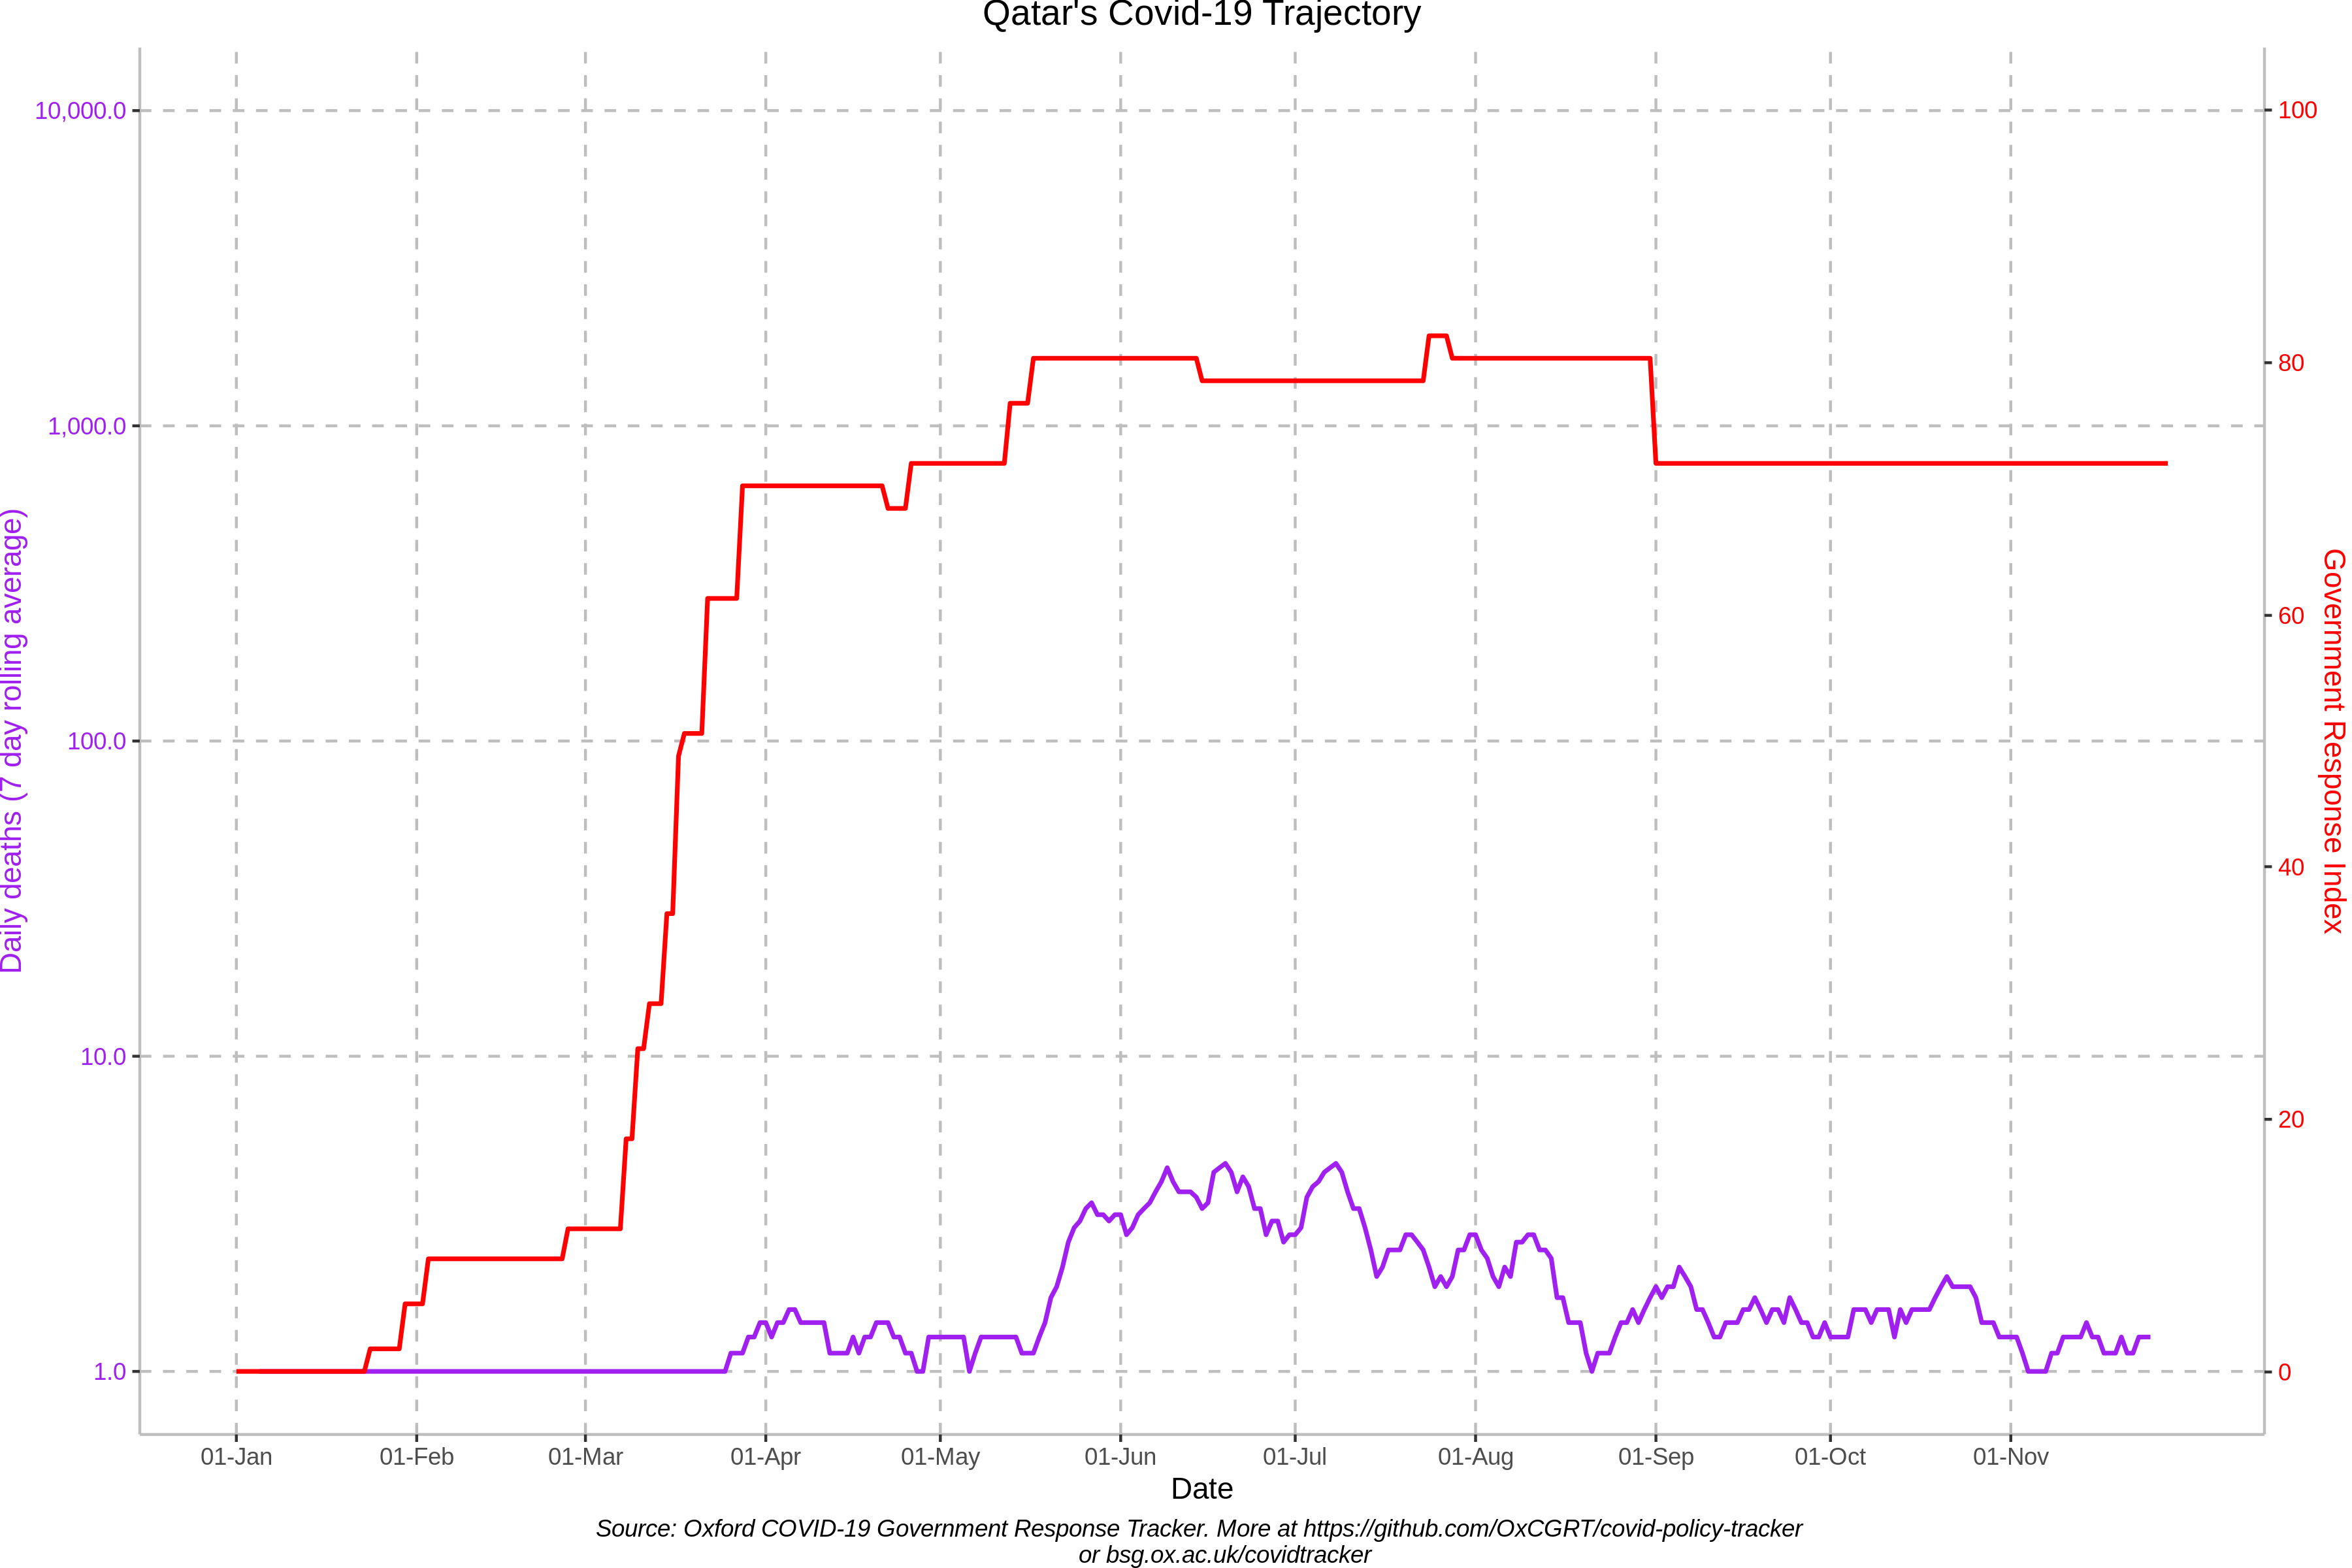 Qatar's Covid-19 Trajectory
10,000.0
1,000.0
100.0
10.0
1.0
Daily deaths (7 day rolling average)
100
80
60
40
20
0
Government Response Index
01-Jan 01-Feb 01-Mar 01-Apr 01-May 01-Jun 01-Jul 01-Aug 01-Sep 01-Oct 01-Nov
Date
Source: Oxford COVID-19 Government Response Tracker. More at https://github.com/OxCGRT/covid-policy-tracker
or bsg.ox.ac.uk/covidtracker